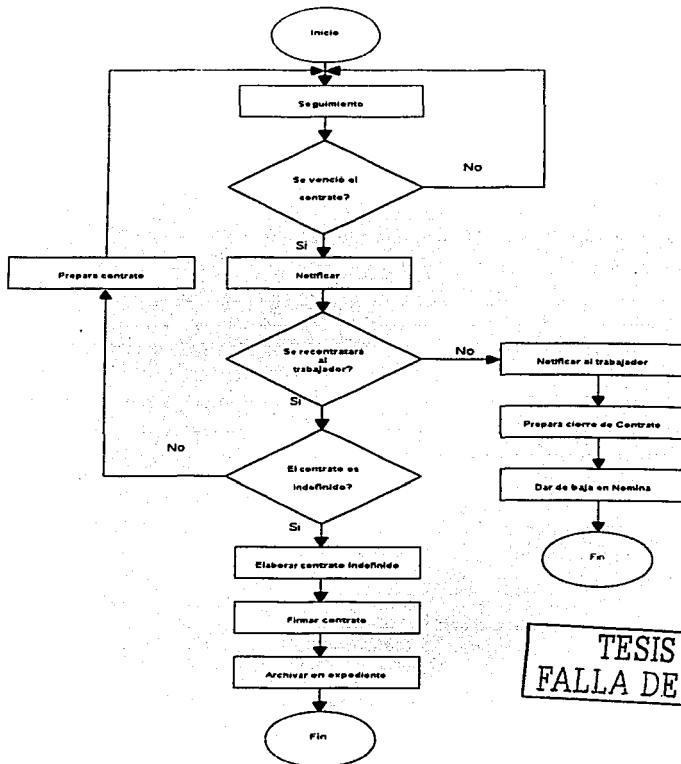 Inicio
Seguimiento
Se venció el
contrato?
No
Si
Prepara contrato
Notificar
Se recontratará
al
trabajador?
No
Notificar al trabajador
Si
Prepara cierre de Contrato
No
El contrato es
indefinido?
Dar de baja en Nomina
Si
Fin
Elaborar contrato Indefinido
Firmar contrato
Archivar en expediente
TESIS
FALLA DE
Fin